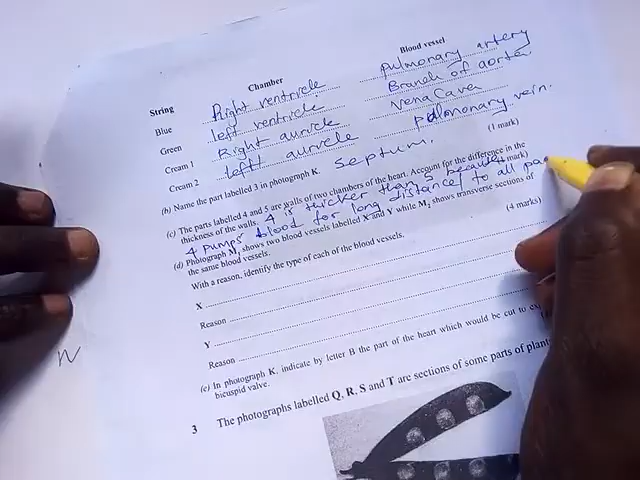 Chamber Blood vessel
String Right ventricle pulmonary artery
Blue left ventricle Branch of aorta
Green Right auricle vena Cava
Cream 1 left auricle pulmonary vein.
Cream 2
(1 mark)
(b) Name the part labelled 3 in photograph K. Septum.
(c) The parts labelled 4 and 5 are walls of two chambers of the heart. Account for the difference in the
thickness of the walls. 4 is thicker than 5 because mark)
4 pumps blood for long distance/ to all pa
(d) Photograph M₁ shows two blood vessels labelled X and Y while M₂ shows transverse sections of
the same blood vessels.
With a reason, identify the type of each of the blood vessels. (4 marks)
X
Reason
Y
Reason
(e) In photograph K, indicate by letter B the part of the heart which would be cut to
bicuspid valve.
3 The photographs labelled Q, R, S and T are sections of some parts of
N